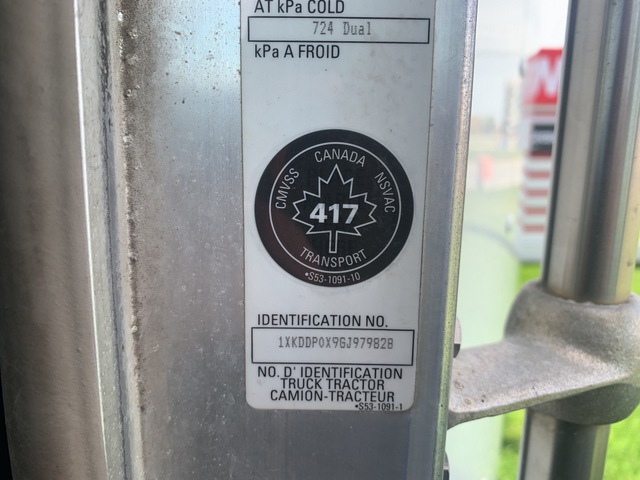 AT kPa COLD
724 Dual
kPa A FROID
CMVSS CANADA NSVAC
417
TRANSPORT
*S53-1091-10
IDENTIFICATION NO.
1XKDDP0X9GJ979828
NO. D' IDENTIFICATION
TRUCK TRACTOR
CAMION-TRACTEUR
*S53-1091-1